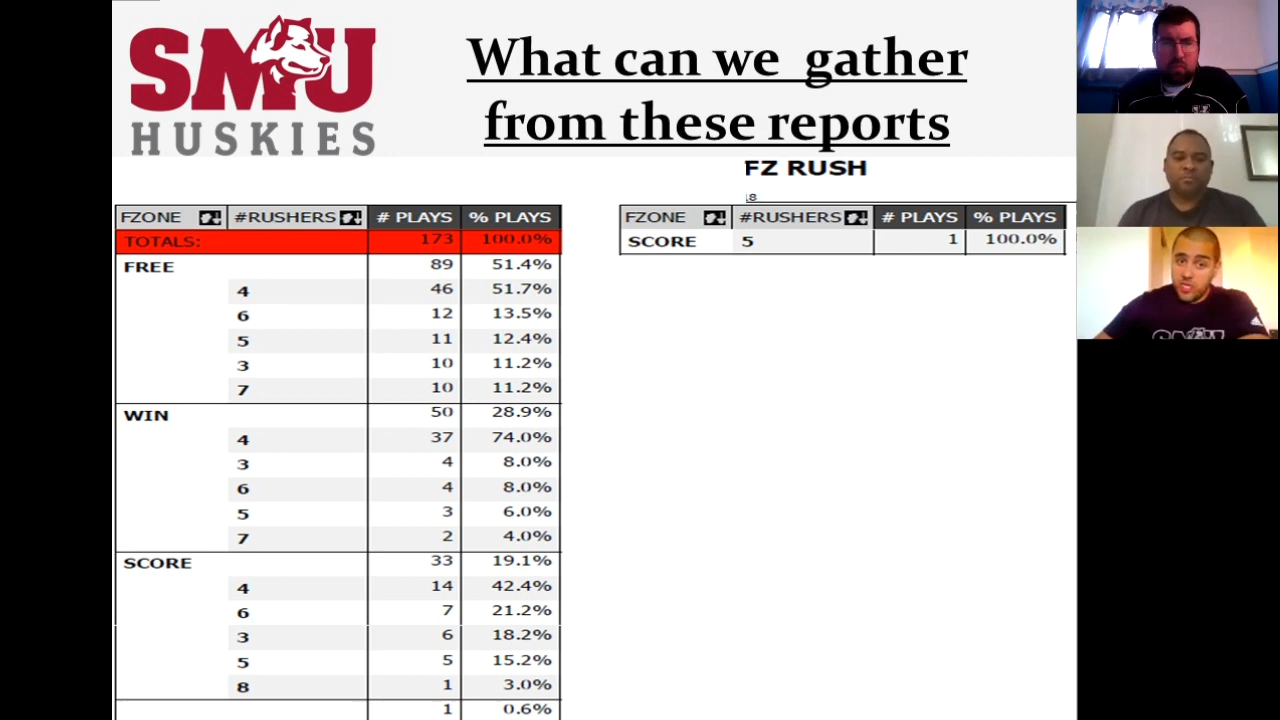 SMU
HUSKIES
What can we gather
from these reports
FZ RUSH
FZONE #RUSHERS # PLAYS % PLAYS
TOTALS: 173 100.0%
FREE 89 51.4%
4 46 51.7%
6 12 13.5%
5 11 12.4%
3 10 11.2%
7 10 11.2%
WIN 50 28.9%
4 37 74.0%
3 4 8.0%
6 4 8.0%
5 3 6.0%
7 2 4.0%
SCORE 33 19.1%
4 14 42.4%
6 7 21.2%
3 6 18.2%
5 5 15.2%
8 1 3.0%
1 0.6%
FZONE #RUSHERS # PLAYS % PLAYS
SCORE 5 1 100.0%
SMU